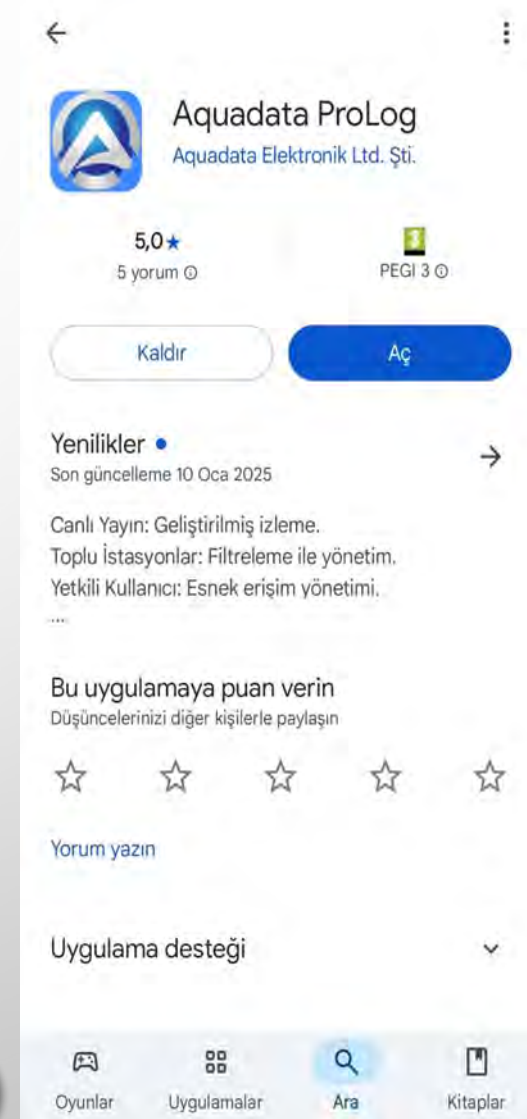 Aquadata ProLog
Aquadata Elektronik Ltd. Şti.
5,0★
5 yorum
3
PEGI 3
Kaldır
Aç
Yenilikler
Son güncelleme 10 Oca 2025
Canlı Yayın: Geliştirilmiş izleme.
Toplu İstasyonlar: Filtreleme ile yönetim.
Yetkili Kullanıcı: Esnek erişim yönetimi.
...
Bu uygulamaya puan verin
Düşüncelerinizi diğer kişilerle paylaşın
Yorum yazın
Uygulama desteği
Oyunlar
Uygulamalar
Ara
Kitaplar